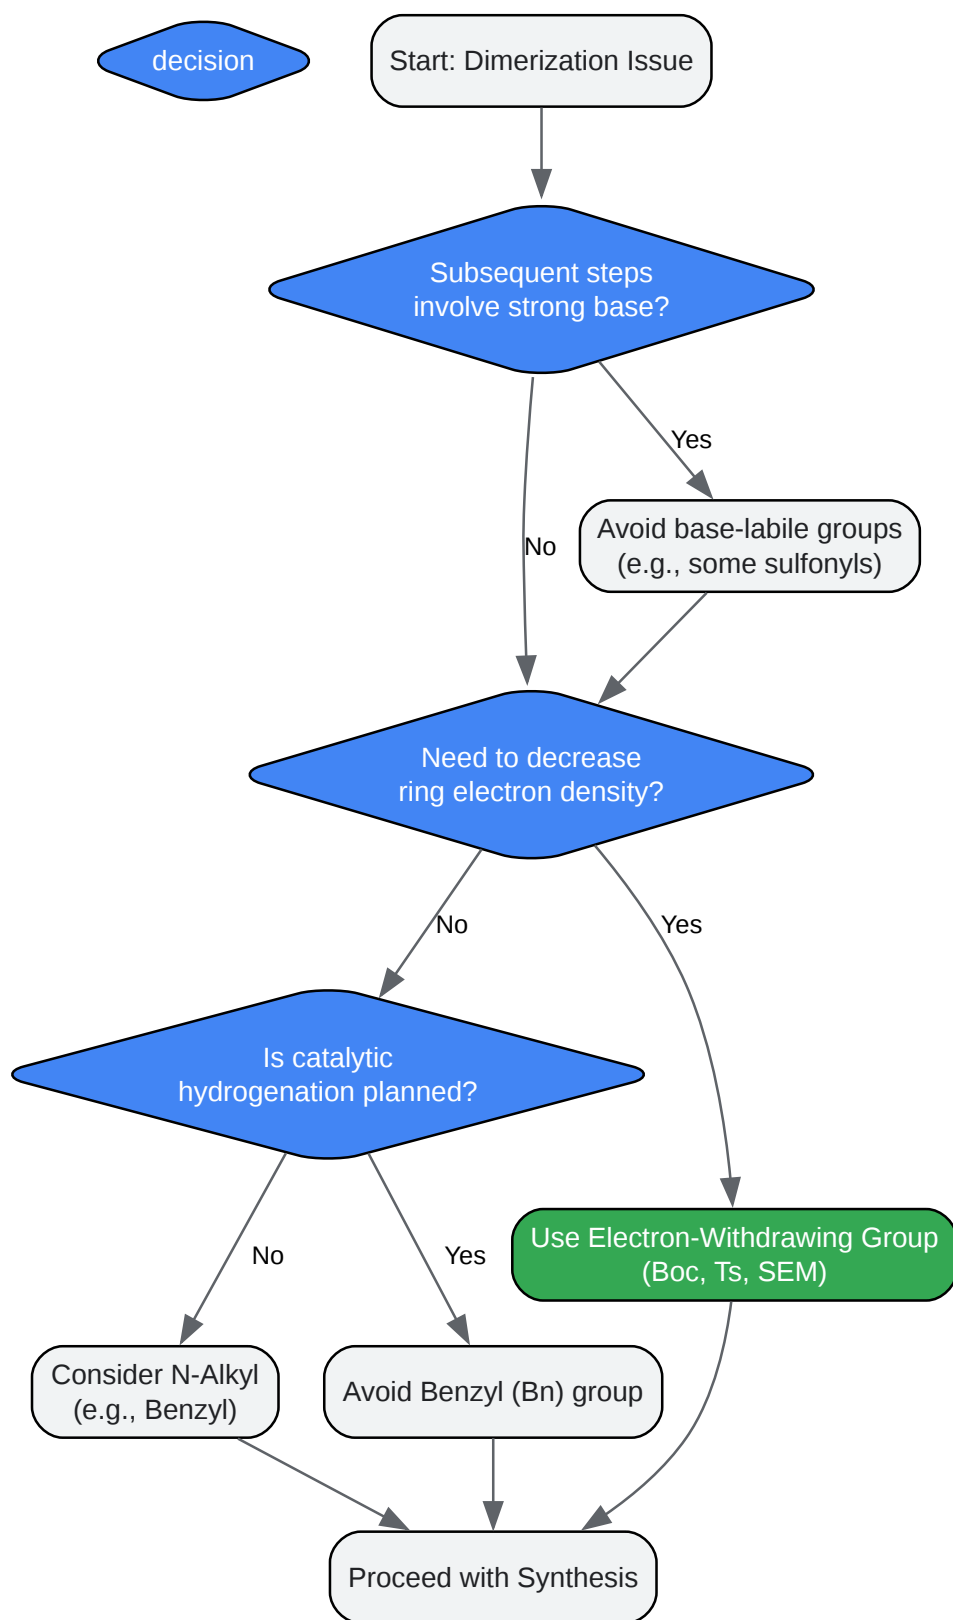 decision
Start: Dimerization Issue
Subsequent steps
involve strong base?
Yes
No
Avoid base-labile groups
(e.g., some sulfonyls)
Need to decrease
ring electron density?
No
Yes
Is catalytic
hydrogenation planned?
Use Electron-Withdrawing Group
(Boc, Ts, SEM)
No
Yes
Consider N-Alkyl
(e.g., Benzyl)
Avoid Benzyl (Bn) group
Proceed with Synthesis